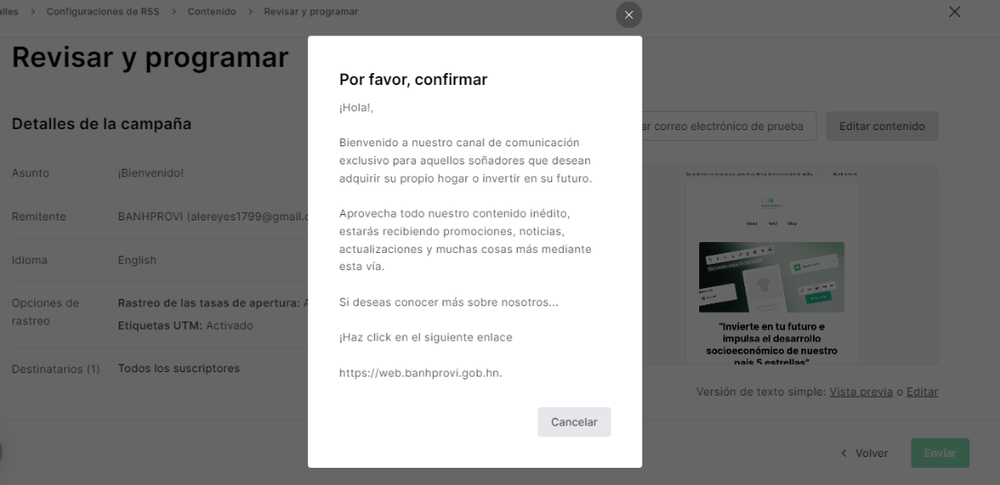 alles > Configuraciones de RSS > Contenido > Revisar y programar
Revisar y programar
Detalles de la campaña
Asunto ¡Bienvenido!
Remitente BANHPROVI (alereyes1799@gmail.c
Idioma English
Opciones de
rastreo
Rastreo de las tasas de apertura: A
Etiquetas UTM: Activado
Destinatarios (1) Todos los suscriptores
Por favor, confirmar
¡Hola!,
Bienvenido a nuestro canal de comunicación
exclusivo para aquellos soñadores que desean
adquirir su propio hogar o invertir en su futuro.
Aprovecha todo nuestro contenido inédito,
estarás recibiendo promociones, noticias,
actualizaciones y muchas cosas más mediante
esta vía.
Si deseas conocer más sobre nosotros...
¡Haz click en el siguiente enlace
https://web.banhprovi.gob.hn.
Cancelar
ar correo electrónico de prueba
Editar contenido
"Invierte en tu futuro e
impulsa el desarrollo
socioeconómico de nuestro
país 5 estrellas"
Versión de texto simple: Vista previa o Editar
Volver
Enviar